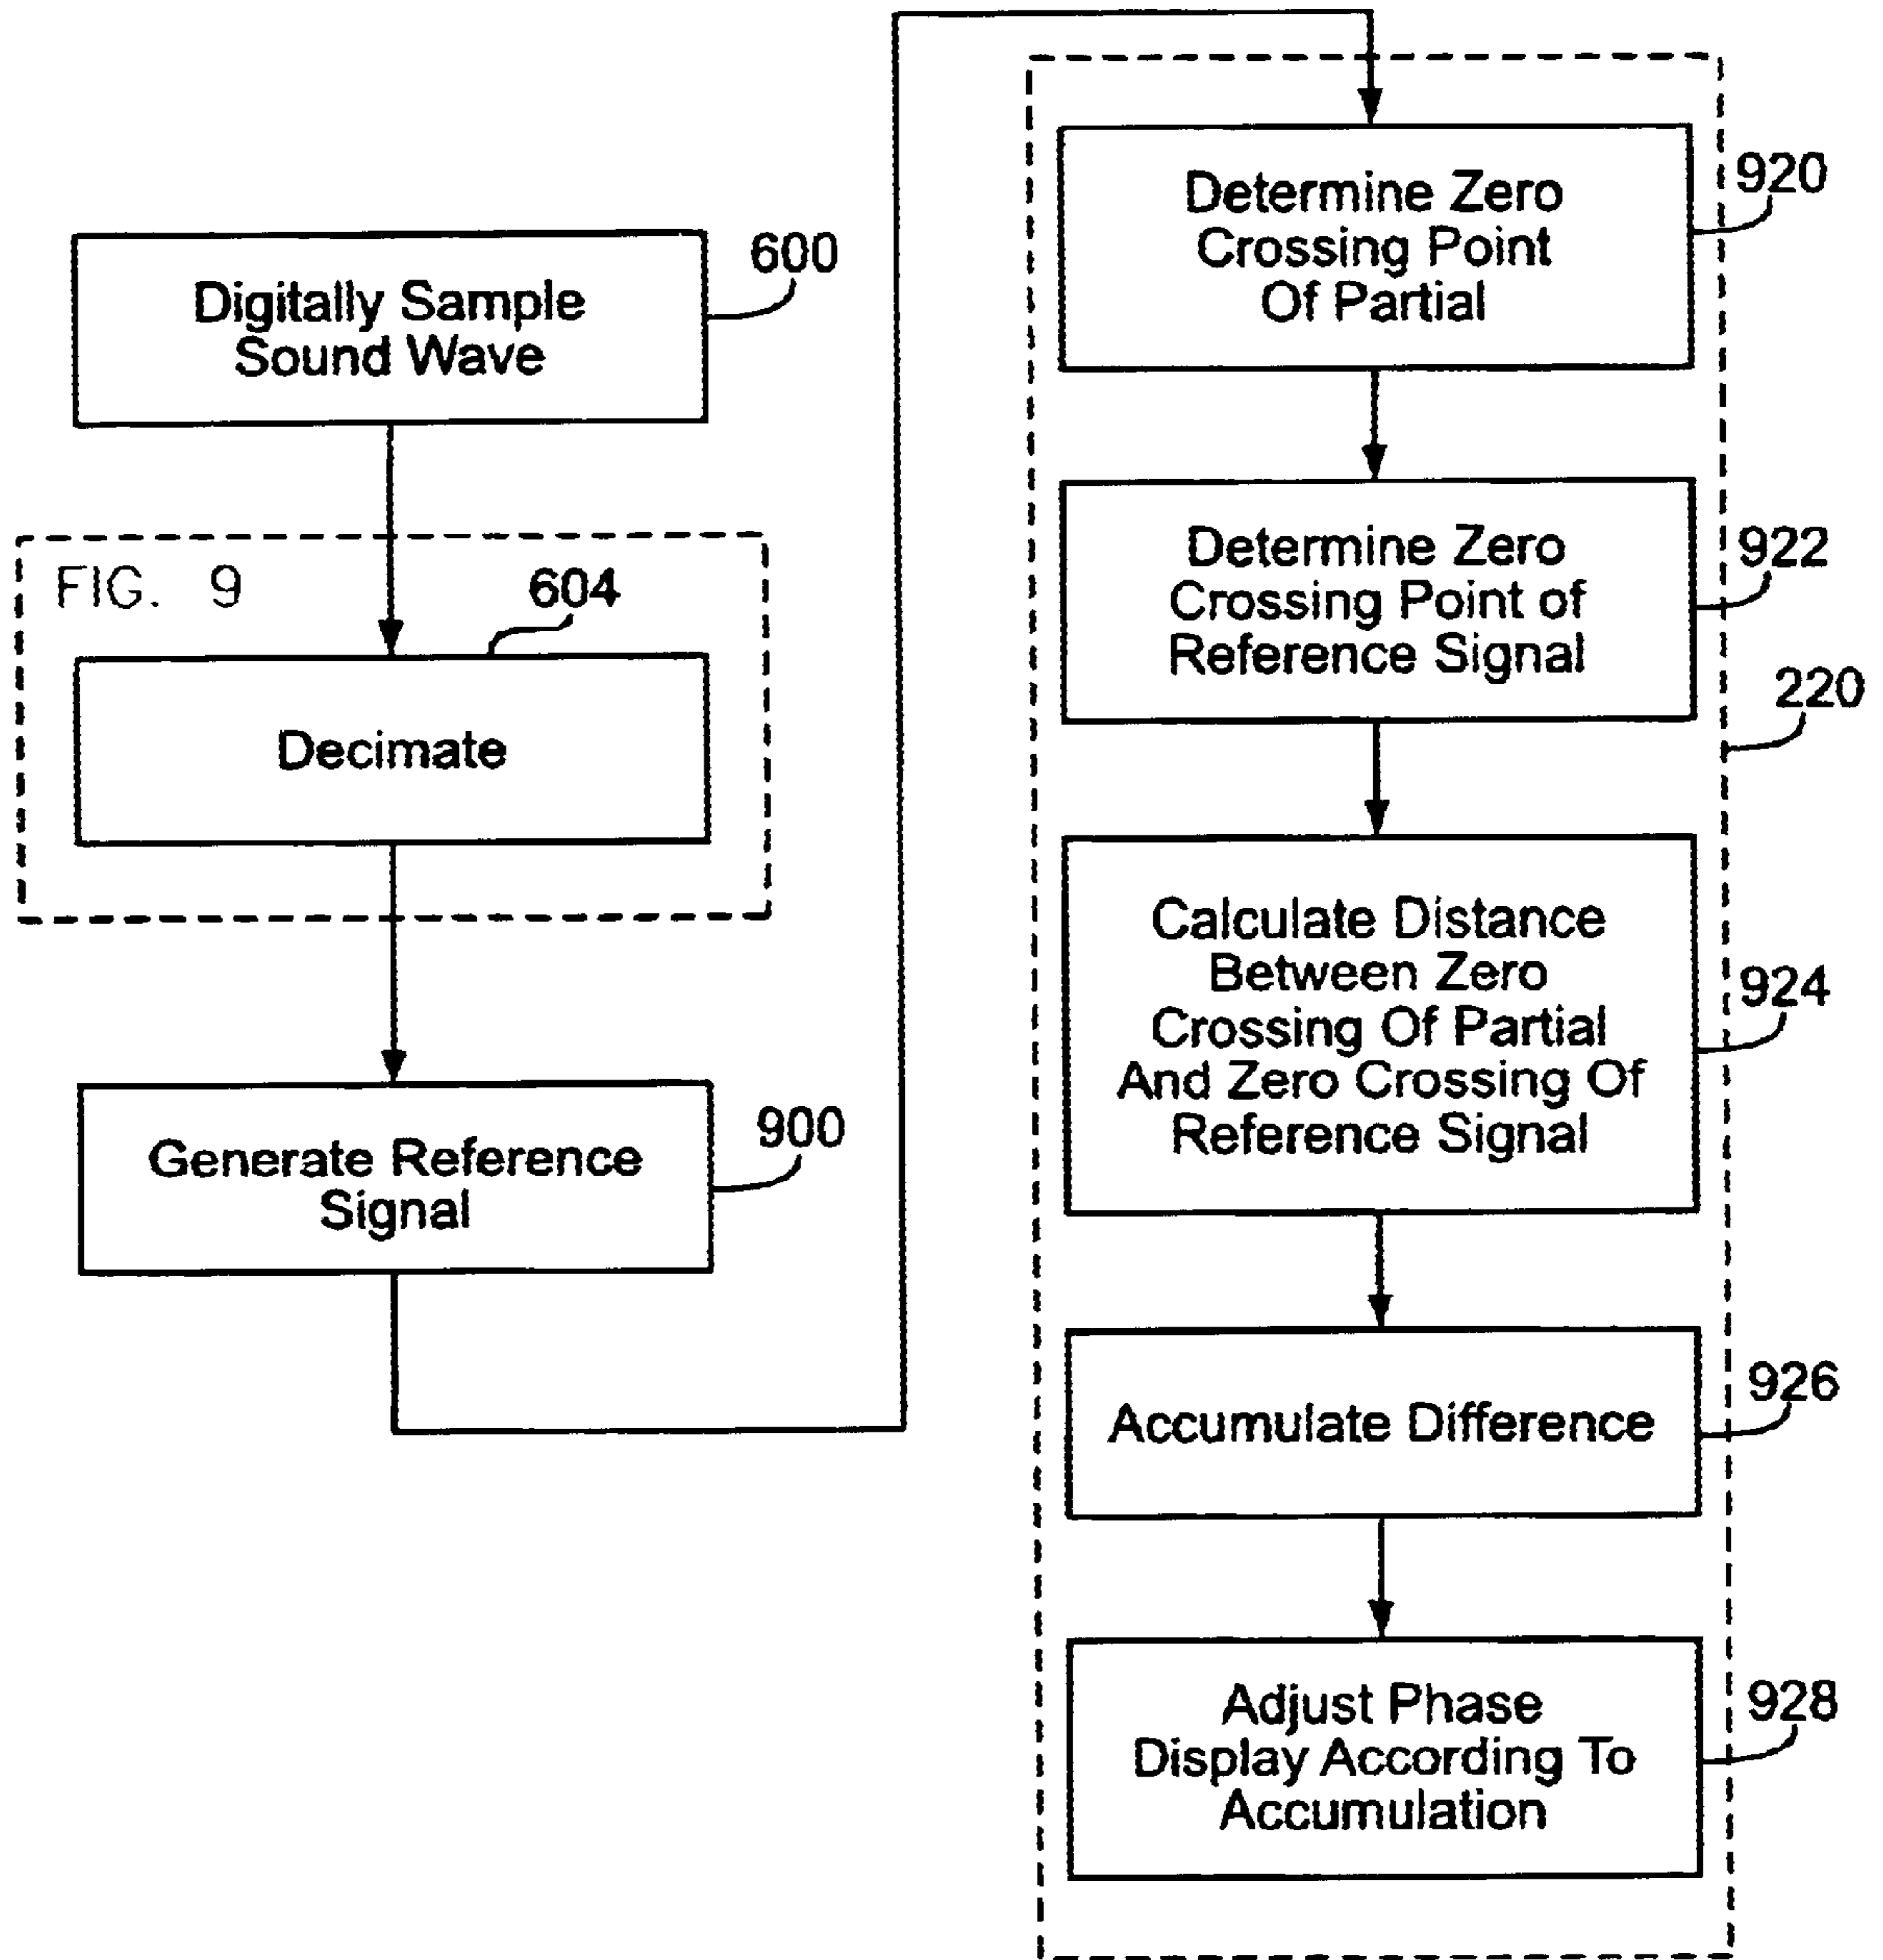 600
Digitally Sample
Sound Wave
FIG. 9
604
Decimate
900
Generate Reference
Signal
920
Determine Zero
Crossing Point
Of Partial
922
Determine Zero
Crossing Point of
Reference Signal
220
Calculate Distance
Between Zero
Crossing Of Partial
And Zero Crossing Of
Reference Signal
924
926
Accumulate Difference
928
Adjust Phase
Display According To
Accumulation